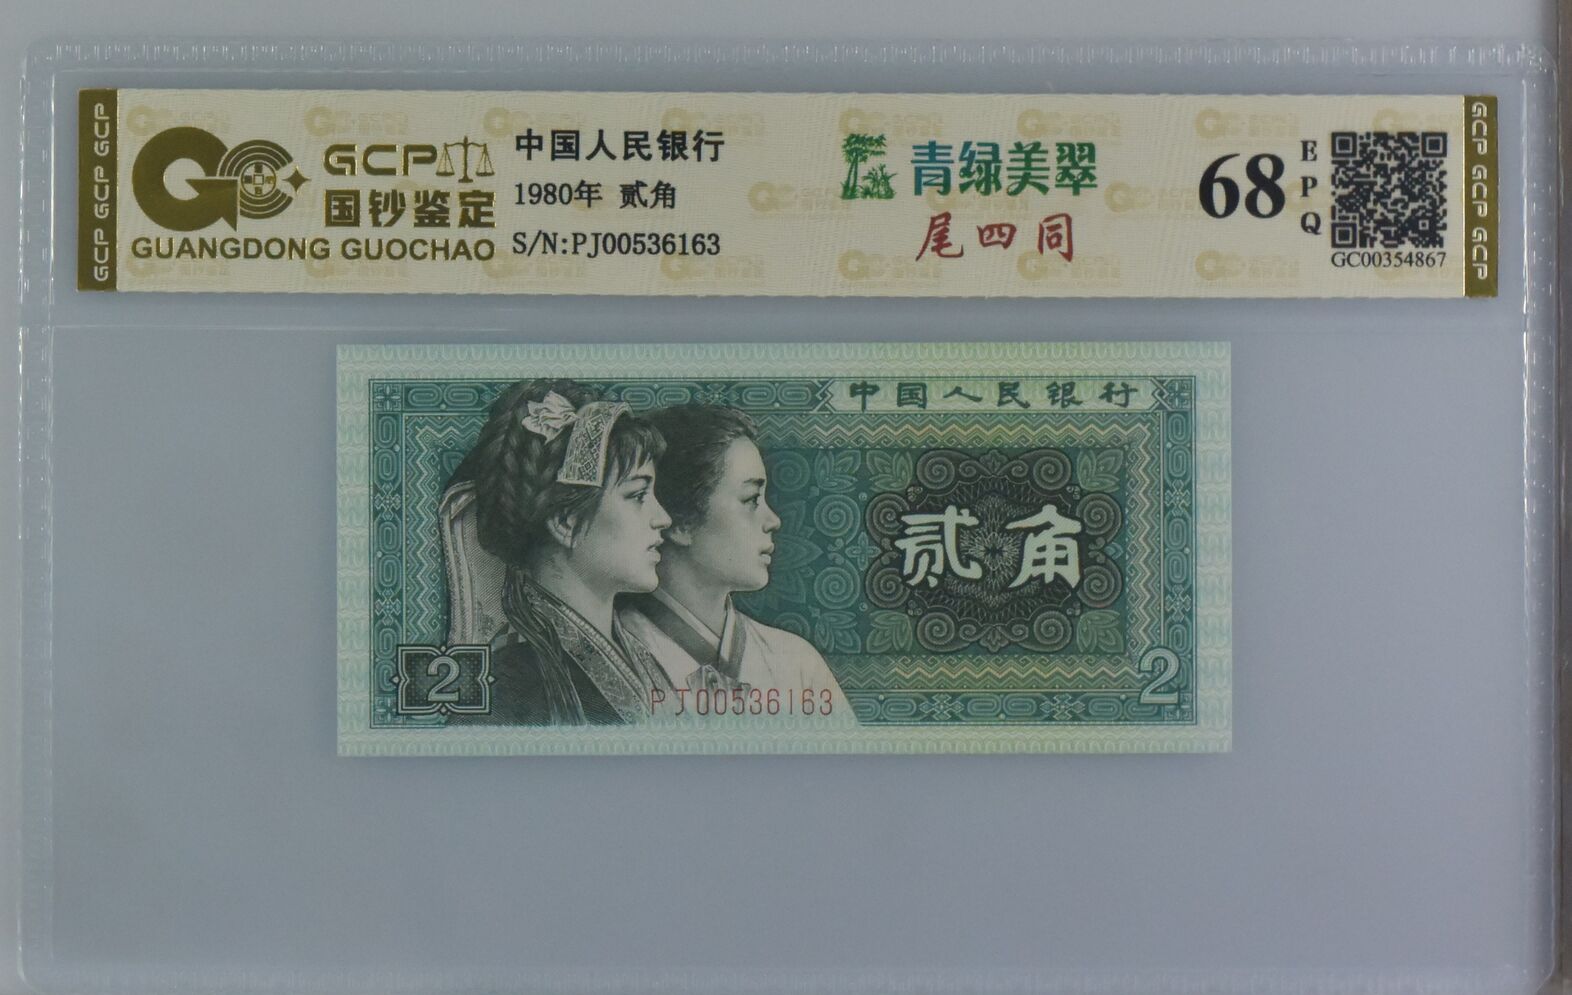 GCP GCP GCP
GCP
国钞鉴定
GUANGDONG GUOCHAO
中国人民银行
1980年 贰角
S/N:PJ00536163
青绿美翠
尾四同
68
EPQ
GC00354867
GCP GCP GCP
中国人民银行
贰角
2
PJ00536163
2